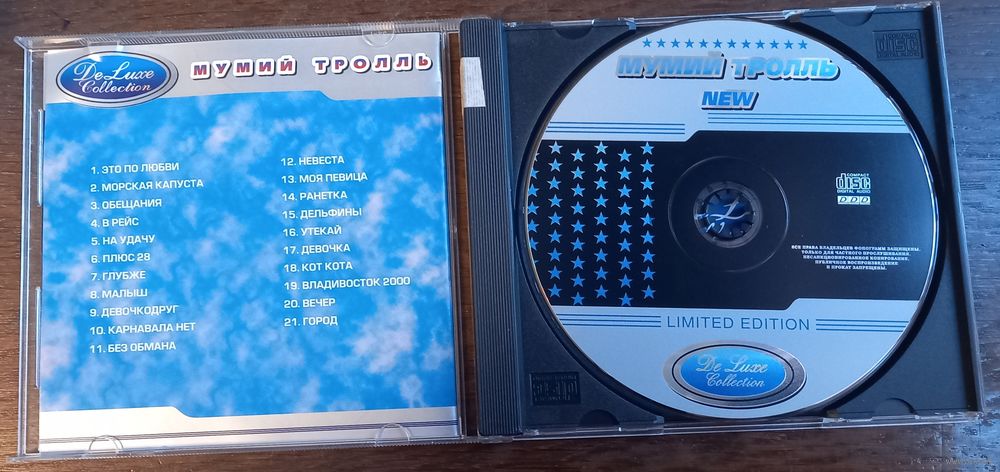 De Luxe
Collection
МУМИЙ ТРОЛЛЬ
1. ЭТО ПО ЛЮБВИ
2. МОРСКАЯ КАПУСТА
3. ОБЕЩАНИЯ
4. В РЕЙС
5. НА УДАЧУ
6. ПЛЮС 28
7. ГЛУБЖЕ
8. МАЛЫШ
9. ДЕВОЧКОДРУГ
10. КАРНАВАЛА НЕТ
11. БЕЗ ОБМАНА
12. НЕВЕСТА
13. МОЯ ПЕВИЦА
14. РАНЕТКА
15. ДЕЛЬФИНЫ
16. УТЕКАЙ
17. ДЕВОЧКА
18. КОТ КОТА
19. ВЛАДИВОСТОК 2000
20. ВЕЧЕР
21. ГОРОД
МУМИЙ ТРОЛЛЬ
NEW
COMPACT
disc
DIGITAL AUDIO
DDD
ВСЕ ПРАВА ВЛАДЕЛЬЦЕВ ФОНОГРАММ ЗАЩИЩЕНЫ.
ТОЛЬКО ДЛЯ ЧАСТНОГО ПРОСЛУШИВАНИЯ.
НЕСАНКЦИОНИРОВАННОЕ КОПИРОВАНИЕ,
ПУБЛИЧНОЕ ВОСПРОИЗВЕДЕНИЕ
И ПРОКАТ ЗАПРЕЩЕНЫ.
LIMITED EDITION
De Luxe
Collection
disc
disc